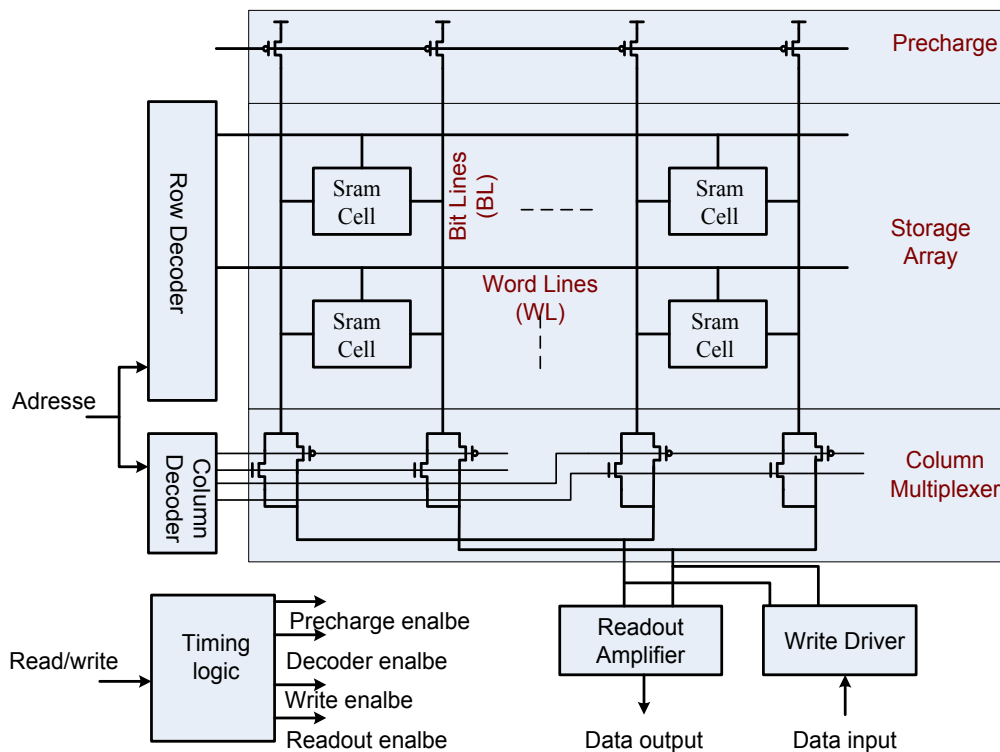 Precharge
Row Decoder
Sram
Cell
Bit Lines
(BL)
Sram
Cell
Storage
Array
Word Lines
(WL)
Sram
Cell
Sram
Cell
Adresse
Column
Decoder
Column
Multiplexer
Read/write
Timing
logic
Precharge enalbe
Decoder enalbe
Write enalbe
Readout enalbe
Readout
Amplifier
Write Driver
Data output
Data input